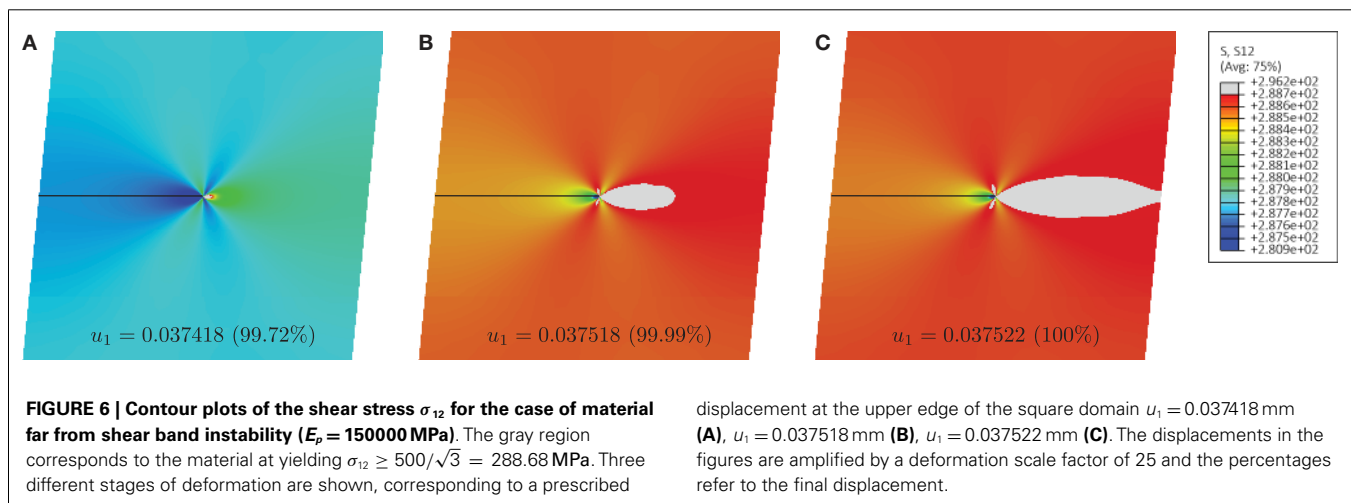 A
B
C
u₁ = 0.037418 (99.72%)
u₁ = 0.037518 (99.99%)
u₁ = 0.037522 (100%)
S, S12
(Avg: 75%)
+2.962e+02
+2.887e+02
+2.886e+02
+2.885e+02
+2.884e+02
+2.883e+02
+2.882e+02
+2.881e+02
+2.880e+02
+2.879e+02
+2.878e+02
+2.877e+02
+2.876e+02
+2.875e+02
+2.809e+02
FIGURE 6 | Contour plots of the shear stress σ₁₂ for the case of material
far from shear band instability (Eₚ = 150000 MPa). The gray region
corresponds to the material at yielding σ₁₂ ≥ 500/√3 = 288.68 MPa. Three
different stages of deformation are shown, corresponding to a prescribed
displacement at the upper edge of the square domain u₁ = 0.037418 mm
(A), u₁ = 0.037518 mm (B), u₁ = 0.037522 mm (C). The displacements in the
figures are amplified by a deformation scale factor of 25 and the percentages
refer to the final displacement.